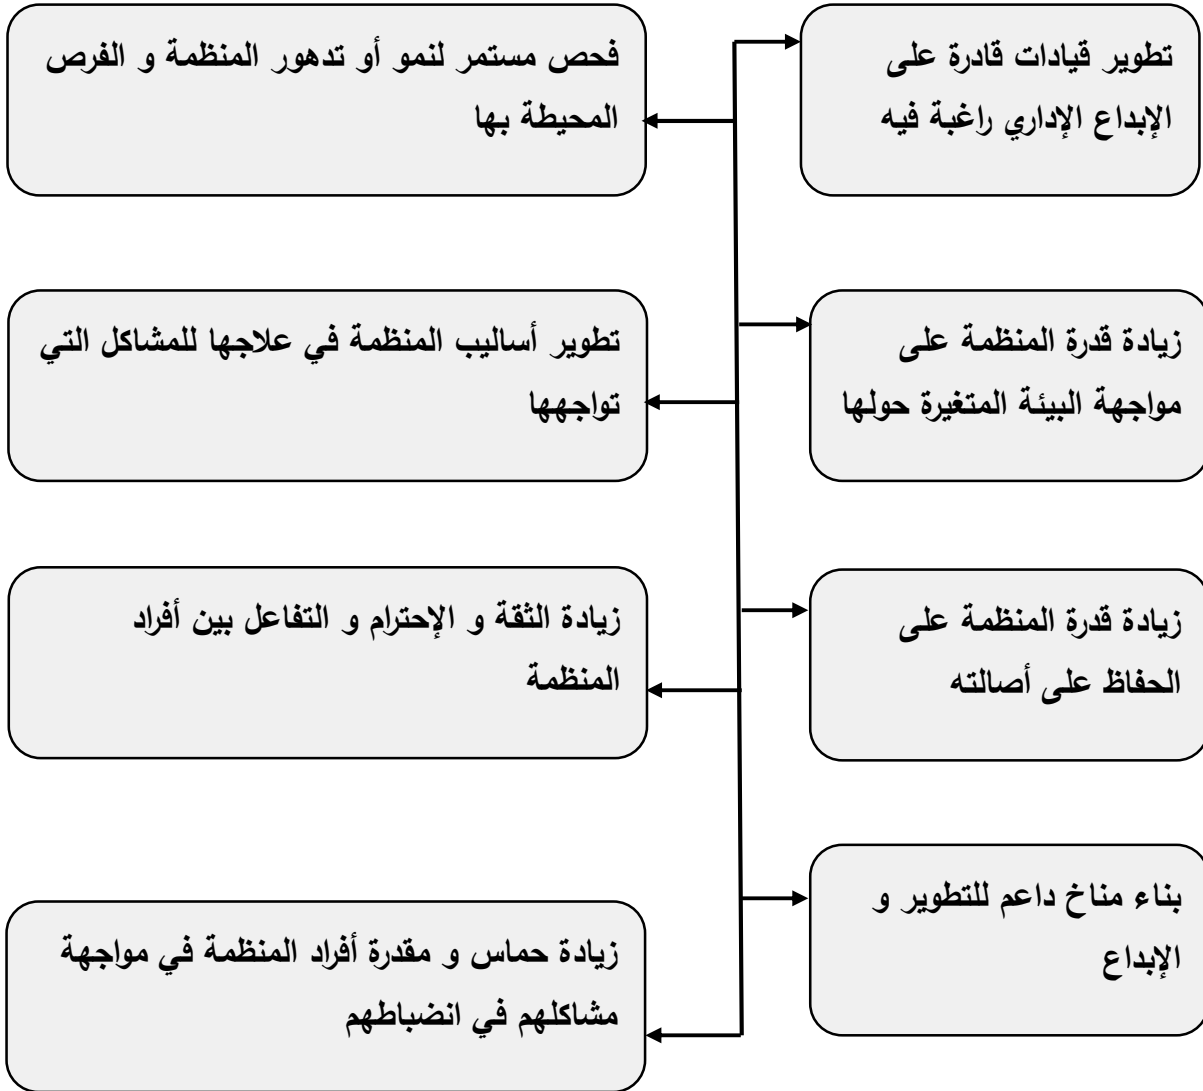 تطوير قيادات قادرة على
الإبداع الإداري راغبة فيه
فحص مستمر لنمو أو تدهور المنظمة و الفرص
المحيطة بها
زيادة قدرة المنظمة على
مواجهة البيئة المتغيرة حولها
تطوير أساليب المنظمة في علاجها للمشاكل التي
تواجهها
زيادة قدرة المنظمة على
الحفاظ على أصالته
زيادة الثقة و الإحترام و التفاعل بين أفراد
المنظمة
بناء مناخ داعم للتطوير و
الإبداع
زيادة حماس و مقدرة أفراد المنظمة في مواجهة
مشاكلهم في انضباطهم